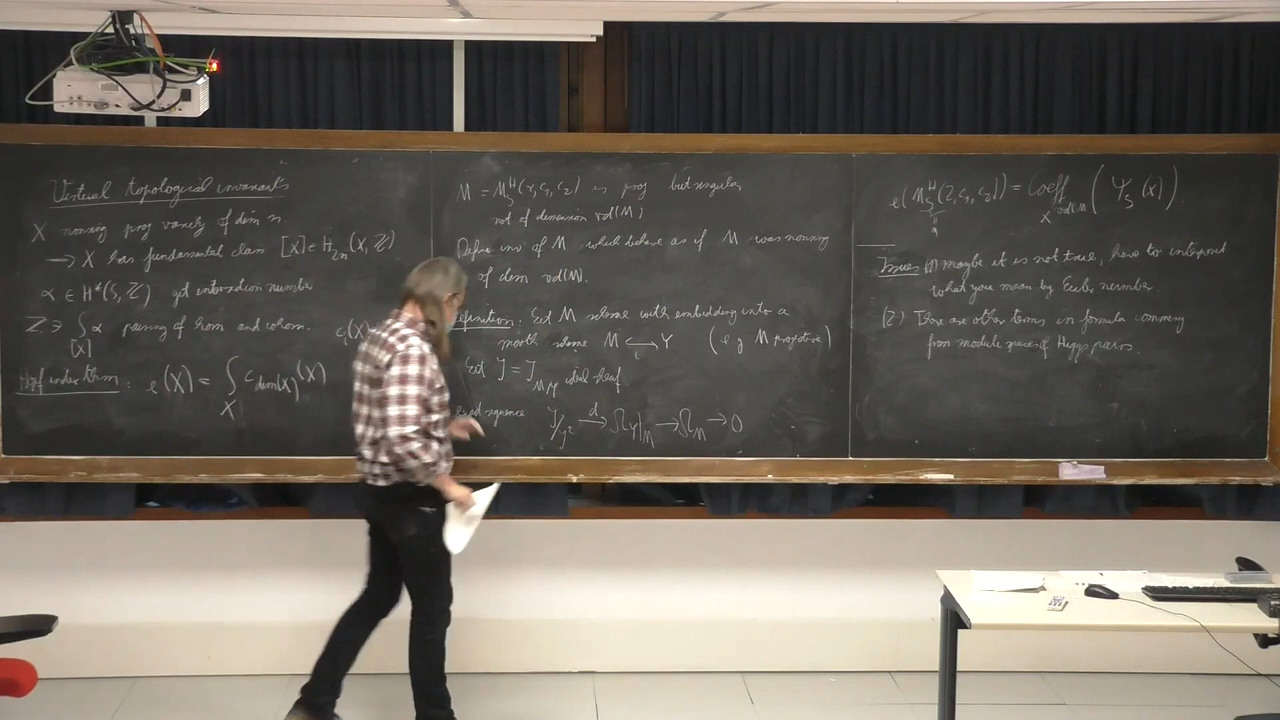 Virtual topological invariants
X nonsing proj variety of dim n.
→ X has fundamental class [X] ∈ H_{2n}(X, ℤ)
α ∈ H*(S, ℤ) get intersection number
ℤ ∋ ∫_{[X]} α pairing of hom and cohom. c_i(X)
Hopf index thm : e(X) = ∫_X c_{dim(X)}(X)
M = M_S^H(r, c_1, c_2) is proj but singular
not of dimension vd(M)
Define inv of M which behave as if M was nonsing
of dim vd(M).
Definition: Let M scheme with embedding into a
smooth scheme M ↪_i Y (e g M projective)
Let J = J_{M/Y} ideal sheaf
exact sequence J/J² →^d Ω_Y|_M → Ω_M → 0
e(M_S^H(2, c_1, c_2)) = Coeff_{x^{vd(M)}} (Ψ_S(x)).
M
Issues (1) maybe it is not true, have to interpret
what you mean by Euler number
(2) There are other terms in formula coming
from moduli spaces of Higgs pairs.